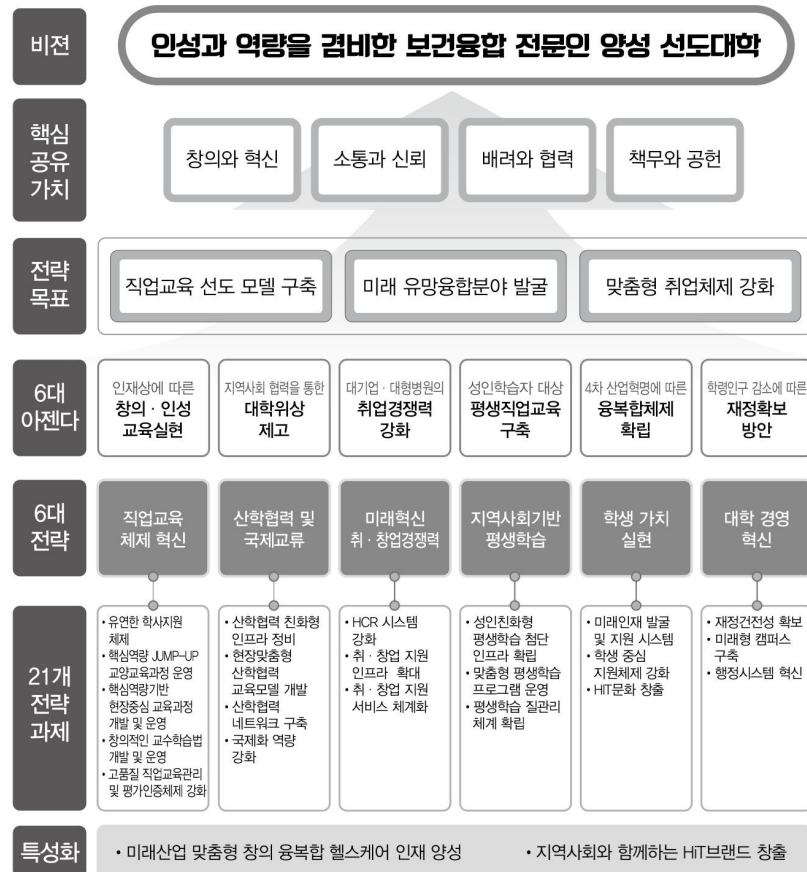 비젼
인성과 역량을 겸비한 보건융합 전문인 양성 선도대학
핵심
공유
가치
창의와 혁신
소통과 신뢰
배려와 협력
책무와 공헌
전략
목표
직업교육 선도 모델 구축
미래 유망융합분야 발굴
맞춤형 취업체제 강화
6대
아젠다
인재상에 따른
창의 · 인성
교육실현
지역사회 협력을 통한
대학위상
제고
대기업 · 대형병원의
취업경쟁력
강화
성인학습자 대상
평생직업교육
구축
4차 산업혁명에 따른
융복합체제
확립
학령인구 감소에 따른
재정확보
방안
6대
전략
직업교육
체제 혁신
산학협력 및
국제교류
미래혁신
취 · 창업경쟁력
지역사회기반
평생학습
학생 가치
실현
대학 경영
혁신
21개
전략
과제
• 유연한 학사지원
체제
• 핵심역량 JUMP-UP
교양교육과정 운영
• 핵심역량기반
현장중심 교육과정
개발 및 운영
• 창의적인 교수학습법
개발 및 운영
• 고품질 직업교육관리
및 평가인증체제 강화
• 산학협력 친화형
인프라 정비
• 현장맞춤형
산학협력
교육모델 개발
• 산학협력
네트워크 구축
• 국제화 역량
강화
• HCR 시스템
강화
• 취 · 창업 지원
인프라 확대
• 취 · 창업 지원
서비스 체계화
• 성인친화형
평생학습 첨단
인프라 확립
• 맞춤형 평생학습
프로그램 운영
• 평생학습 질관리
체계 확립
• 미래인재 발굴
및 지원 시스템
• 학생 중심
지원체제 강화
• HiT문화 창출
• 재정건전성 확보
• 미래형 캠퍼스
구축
• 행정시스템 혁신
특성화
• 미래산업 맞춤형 창의 융복합 헬스케어 인재 양성
• 지역사회와 함께하는 HiT브랜드 창출